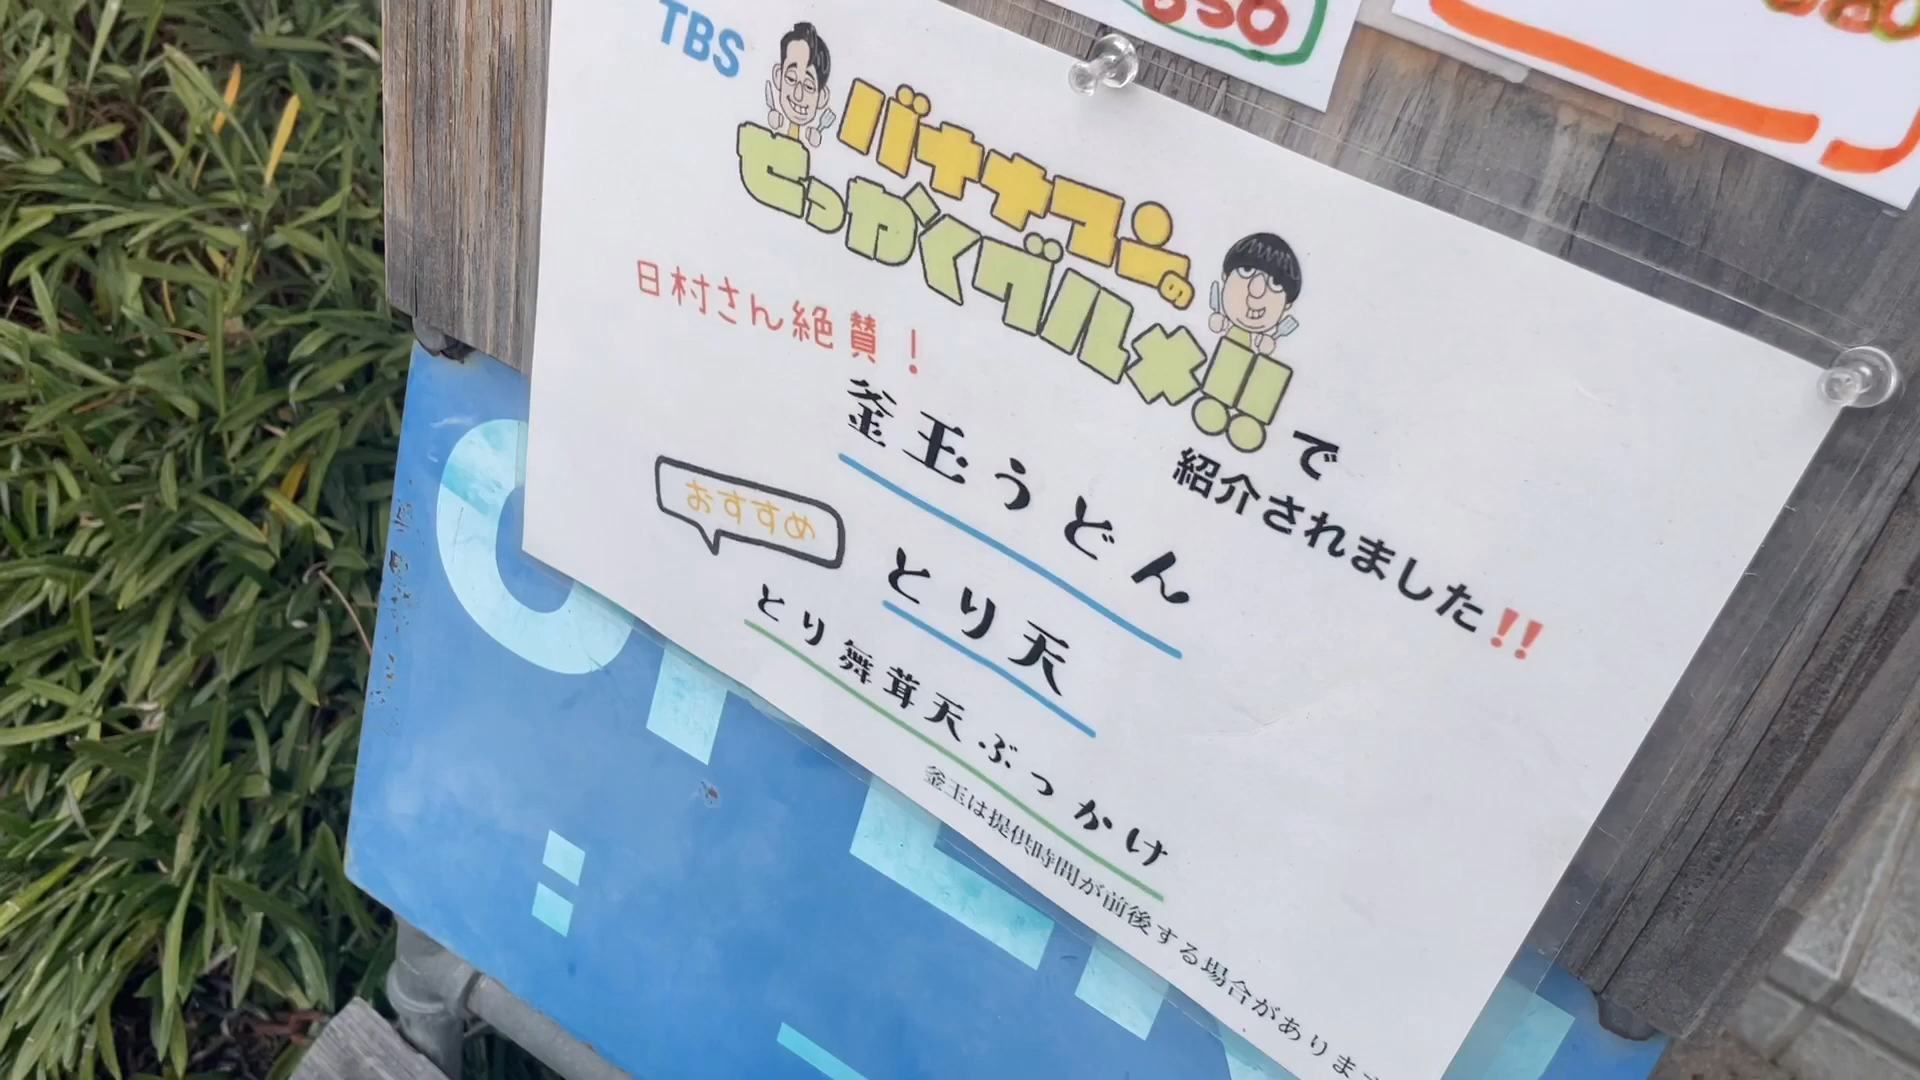 TBS
バナナマンの
せっかくグルメ!!で
紹介されました!!
日村さん絶賛!
釜玉うどん
おすすめ
とり天
とり舞茸天ぶっかけ
釜玉は提供時間が前後する場合がありま